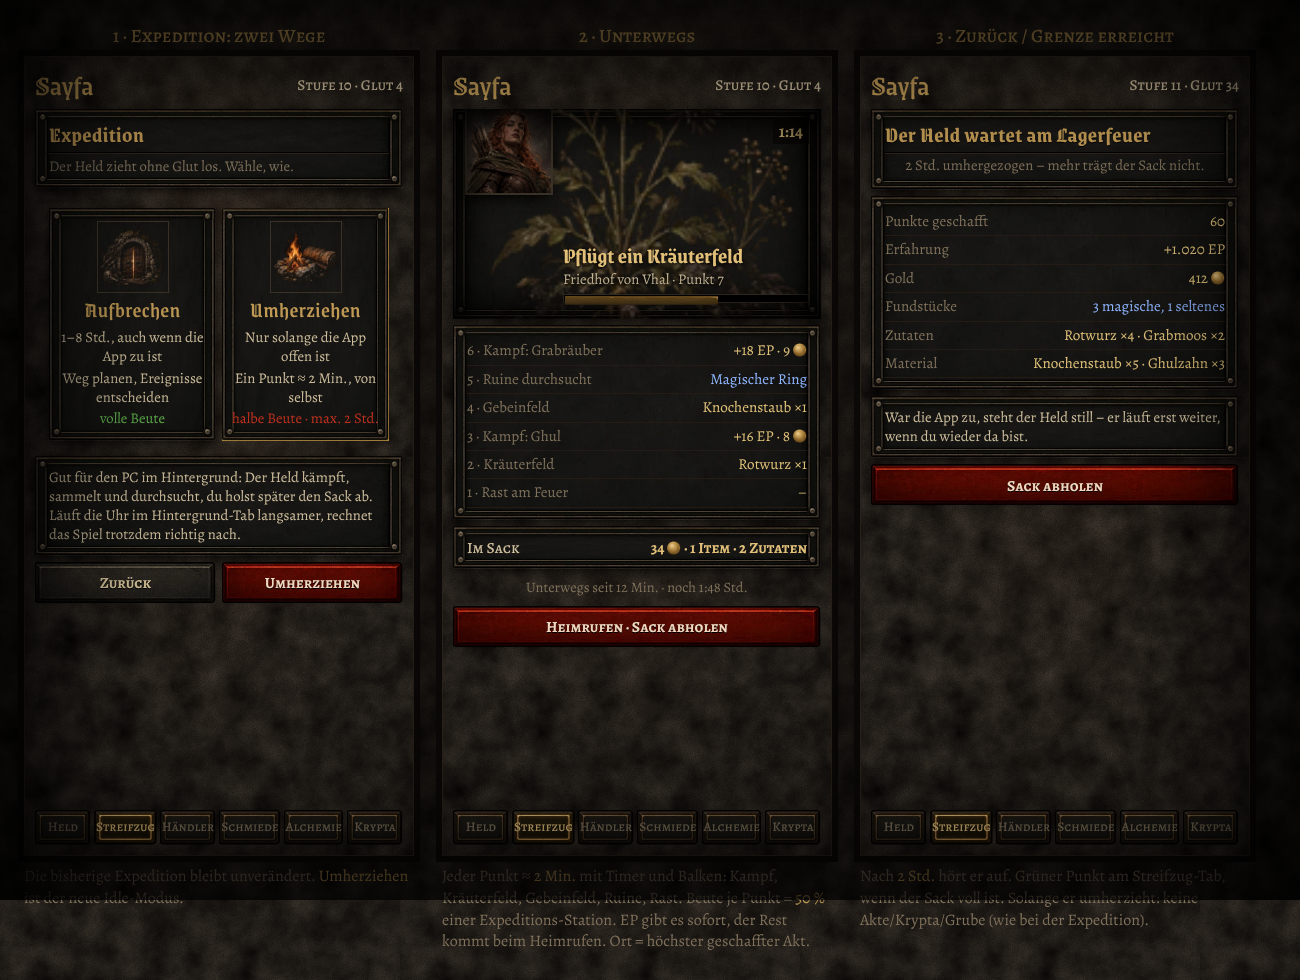 1 · Expedition: zwei Wege
Sayfa
Stufe 10 · Glut 4
Expedition
Der Held zieht ohne Glut los. Wähle, wie.
Aufbrechen
1–8 Std., auch wenn die
App zu ist
Weg planen, Ereignisse
entscheiden
volle Beute
Umherziehen
Nur solange die App
offen ist
Ein Punkt ≈ 2 Min., von
selbst
halbe Beute · max. 2 Std.
Gut für den PC im Hintergrund: Der Held kämpft,
sammelt und durchsucht, du holst später den Sack ab.
Läuft die Uhr im Hintergrund-Tab langsamer, rechnet
das Spiel trotzdem richtig nach.
Zurück
Umherziehen
Held
Streifzug
Händler
Schmiede
Alchemie
Krypta
Die bisherige Expedition bleibt unverändert. Umherziehen
ist der neue Idle-Modus.
2 · Unterwegs
Sayfa
Stufe 10 · Glut 4
1:14
Pflügt ein Kräuterfeld
Friedhof von Vhal · Punkt 7
6 · Kampf: Grabräuber +18 EP · 9
5 · Ruine durchsucht Magischer Ring
4 · Gebeinfeld Knochenstaub ×1
3 · Kampf: Ghul +16 EP · 8
2 · Kräuterfeld Rotwurz ×1
1 · Rast am Feuer –
Im Sack 34 · 1 Item · 2 Zutaten
Unterwegs seit 12 Min. · noch 1:48 Std.
Heimrufen · Sack abholen
Held
Streifzug
Händler
Schmiede
Alchemie
Krypta
Jeder Punkt ≈ 2 Min. mit Timer und Balken: Kampf,
Kräuterfeld, Gebeinfeld, Ruine, Rast. Beute je Punkt = 50 %
einer Expeditions-Station. EP gibt es sofort, der Rest
kommt beim Heimrufen. Ort = höchster geschaffter Akt.
3 · Zurück / Grenze erreicht
Sayfa
Stufe 11 · Glut 34
Der Held wartet am Lagerfeuer
2 Std. umhergezogen – mehr trägt der Sack nicht.
Punkte geschafft 60
Erfahrung +1.020 EP
Gold 412
Fundstücke 3 magische, 1 seltenes
Zutaten Rotwurz ×4 · Grabmoos ×2
Material Knochenstaub ×5 · Ghulzahn ×3
War die App zu, steht der Held still – er läuft erst weiter,
wenn du wieder da bist.
Sack abholen
Held
Streifzug
Händler
Schmiede
Alchemie
Krypta
Nach 2 Std. hört er auf. Grüner Punkt am Streifzug-Tab,
wenn der Sack voll ist. Solange er umherzieht: keine
Akte/Krypta/Grube (wie bei der Expedition).